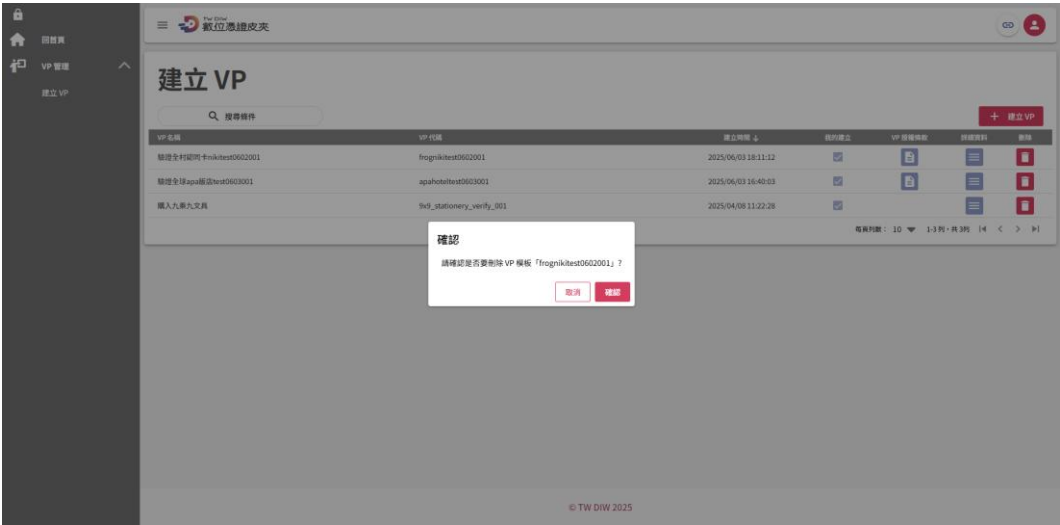 回首頁
VP 管理
建立 VP
TW DIW
數位憑證皮夾
建立 VP
搜尋條件
+ 建立 VP
VP 名稱 VP 代碼 建立時間 ↓ 我的建立 VP 授權條款 詳細資料 刪除
驗證全村認同卡nikitest0602001 frognikitest0602001 2025/06/03 18:11:12
驗證全球apa飯店test0603001 apahoteltest0603001 2025/06/03 16:40:03
購入九乘九文具 9x9_stationery_verify_001 2025/04/08 11:22:28
每頁列數： 10 1-3 列，共 3列
確認
請確認是否要刪除 VP 模板「frognikitest0602001」?
取消 確認
© TW DIW 2025